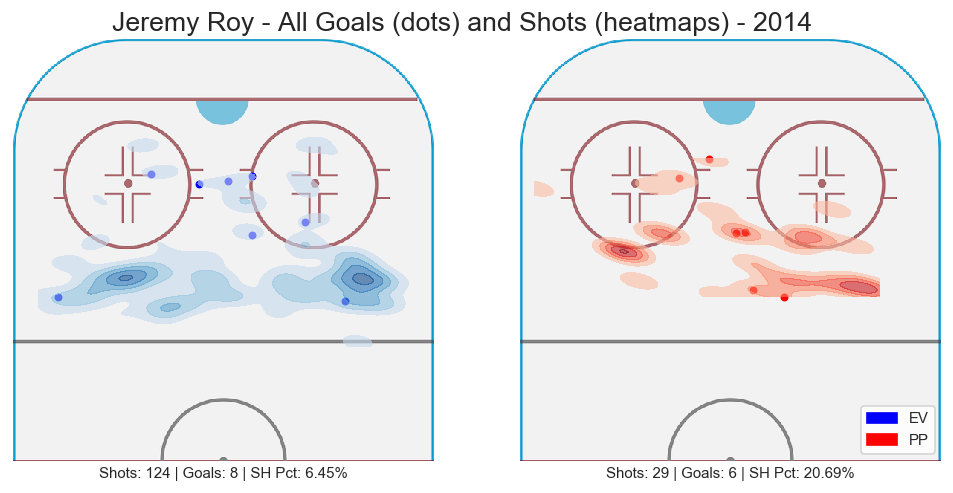 Jeremy Roy - All Goals (dots) and Shots (heatmaps) - 2014
EV
PP
Shots: 124 | Goals: 8 | SH Pct: 6.45%
Shots: 29 | Goals: 6 | SH Pct: 20.69%